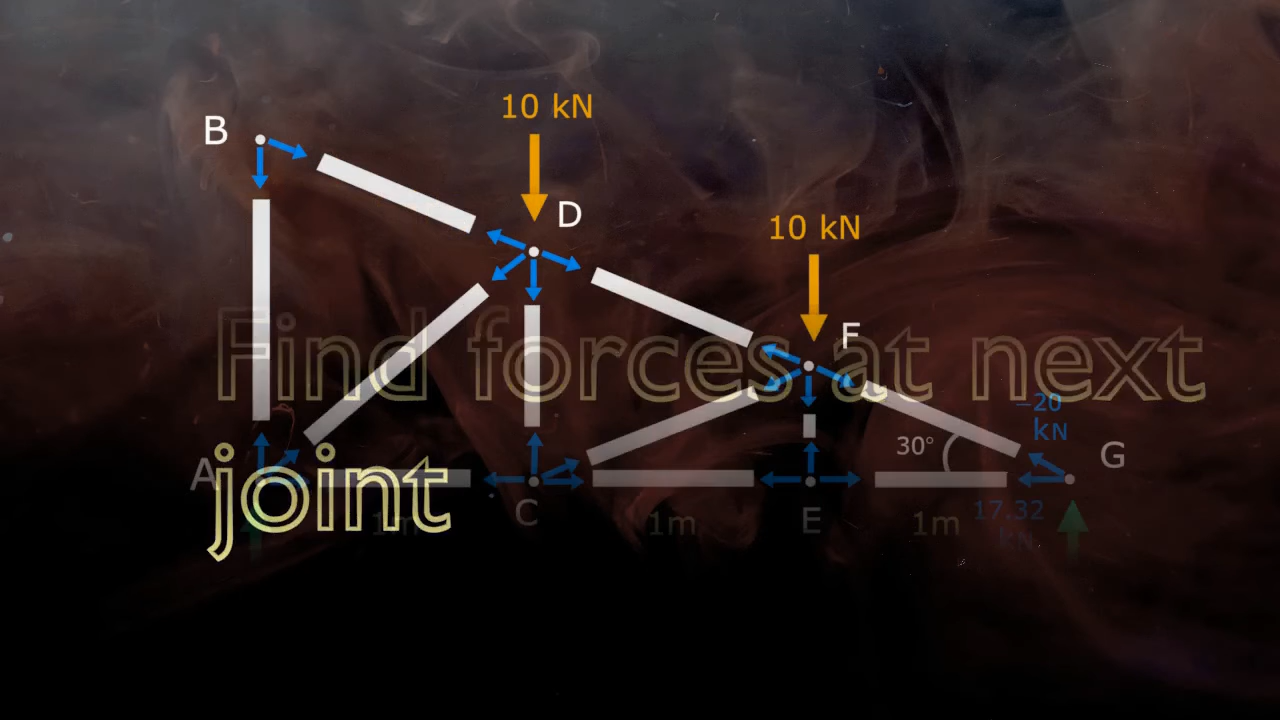 10 kN
B
D
10 kN
F
Find forces at next
joint
-20
kN
30°
G
A
C
E
1m
1m
1m
17.32
kN